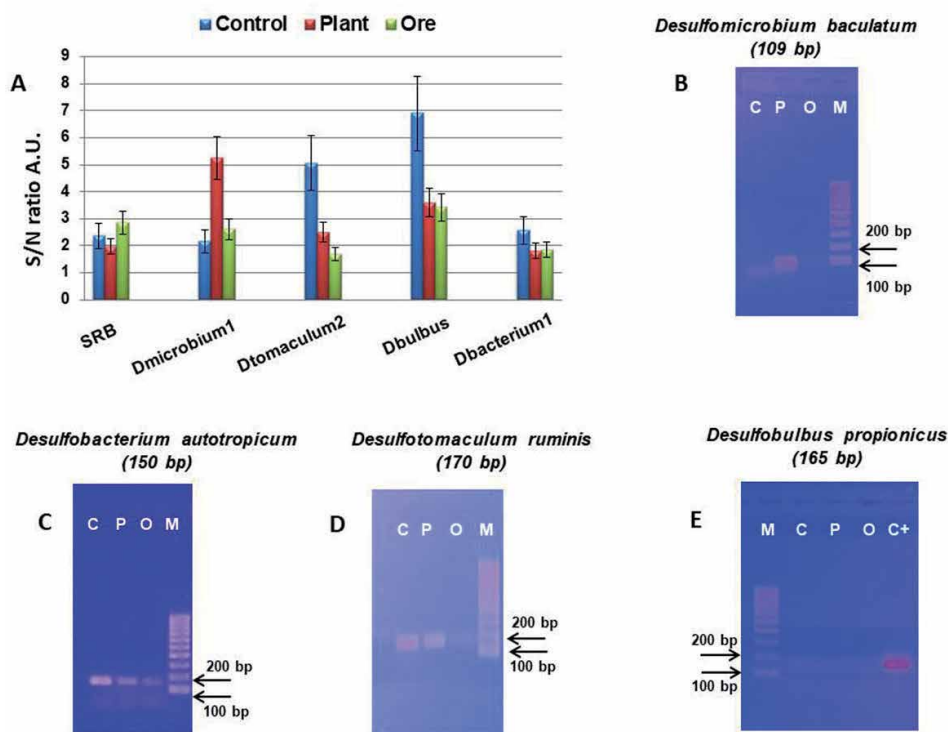 Control Plant Ore
A
S/N ratio A.U.
9
8
7
6
5
4
3
2
1
0
SRB
Dmicrobium1
Dtomaculum2
Dbulbus
Dbacterium1
Desulfomicrobium baculatum
(109 bp)
B
C P O M
200 bp
100 bp
Desulfobacterium autotropicum
(150 bp)
C
C P O M
200 bp
100 bp
Desulfotomaculum ruminis
(170 bp)
D
C P O M
200 bp
100 bp
Desulfobulbus propionicus
(165 bp)
E
M C P O C+
200 bp
100 bp